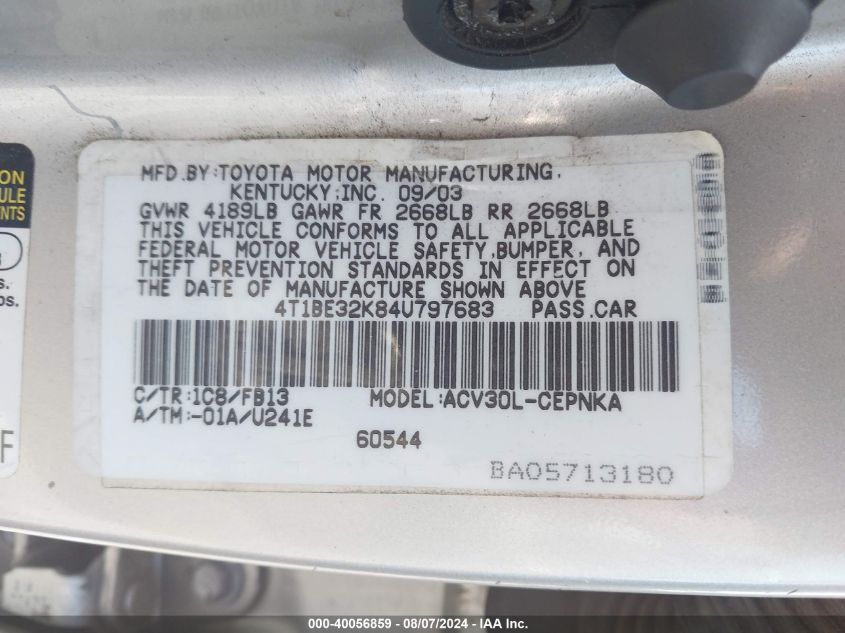 MFD.BY:TOYOTA MOTOR MANUFACTURING,
KENTUCKY,INC. 09/03
GVWR 4189LB GAWR FR 2668LB RR 2668LB
THIS VEHICLE CONFORMS TO ALL APPLICABLE
FEDERAL MOTOR VEHICLE SAFETY,BUMPER, AND
THEFT PREVENTION STANDARDS IN EFFECT ON
THE DATE OF MANUFACTURE SHOWN ABOVE
4T1BE32K84U797683 PASS.CAR
C/TR:1C8/FB13 MODEL:ACV30L-CEPNKA
A/TM:-01A/U241E
60544
BA05713180
000-40056859 - 08/07/2024 - IAA Inc.